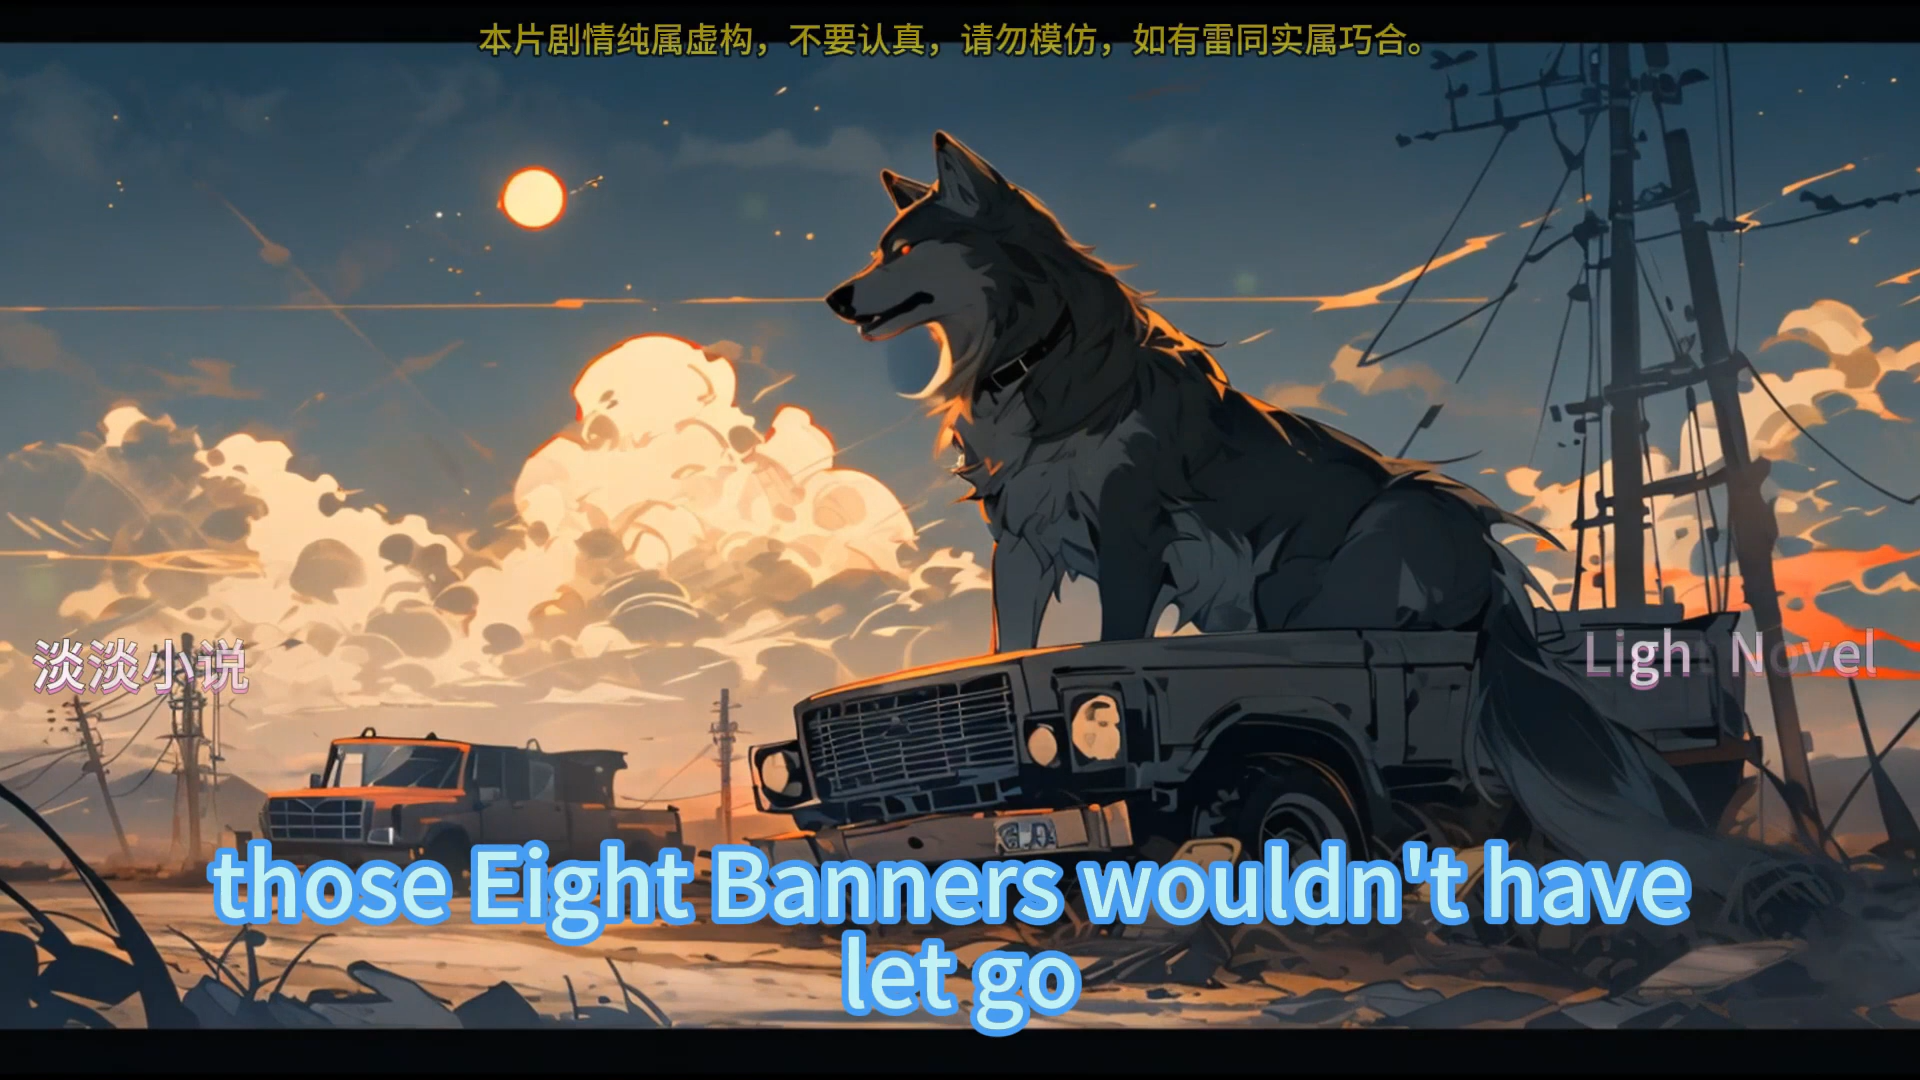 本片剧情纯属虚构，不要认真，请勿模仿，如有雷同实属巧合。
淡淡小说
Light Novel
those Eight Banners wouldn't have
let go